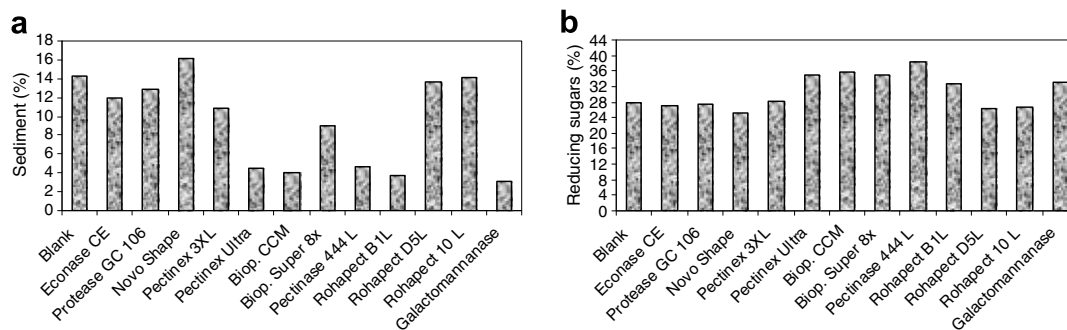 a
18
16
14
12
10
8
6
4
2
0
Sediment (%)
Blank
Econase CE
Protease GC 106
Novo Shape
Pectinex 3XL
Pectinex Ultra
Biop. CCM
Biop. Super 8x
Pectinase 444 L
Rohapect B1L
Rohapect D5L
Rohapect 10 L
Galactomannanase
b
44
40
36
32
28
24
20
16
12
8
4
0
Reducing sugars (%)
Blank
Econase CE
Protease GC 106
Novo Shape
Pectinex 3XL
Pectinex Ultra
Biop. CCM
Biop. Super 8x
Pectinase 444 L
Rohapect B1L
Rohapect D5L
Rohapect 10 L
Galactomannanase